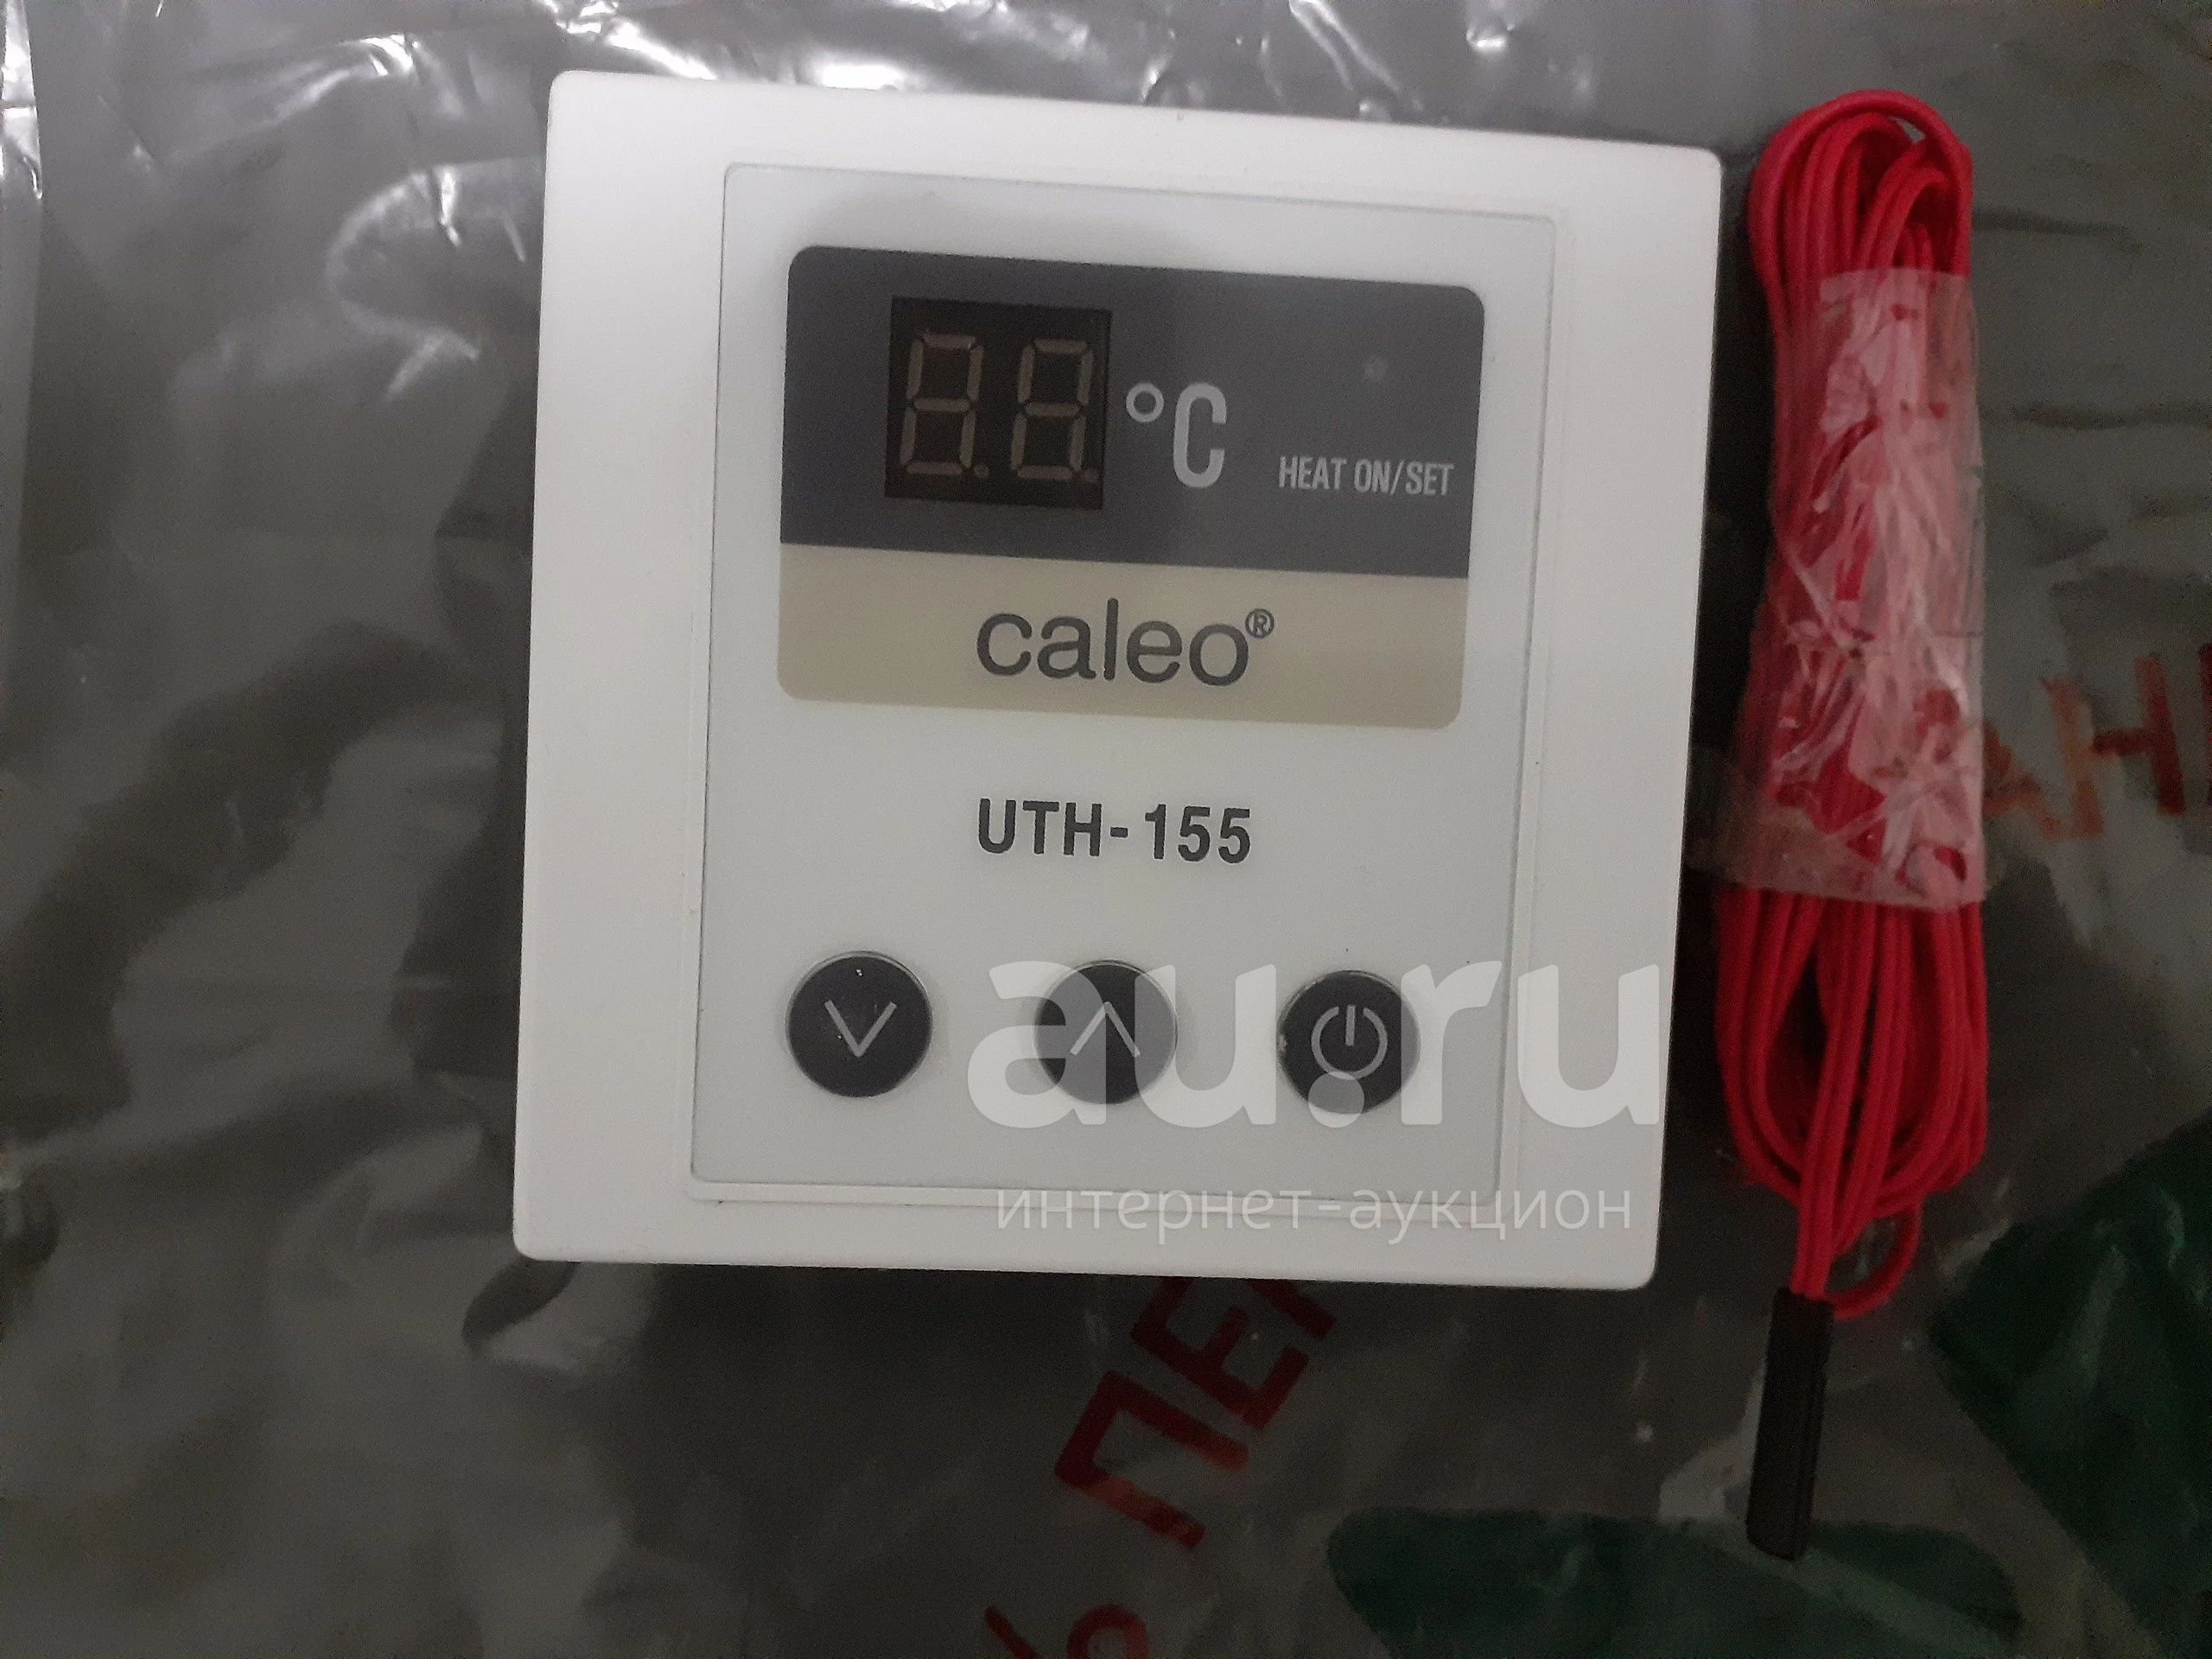 °C
HEAT ON/SET
caleo®
UTH-155
au.ru
интернет-аукцион